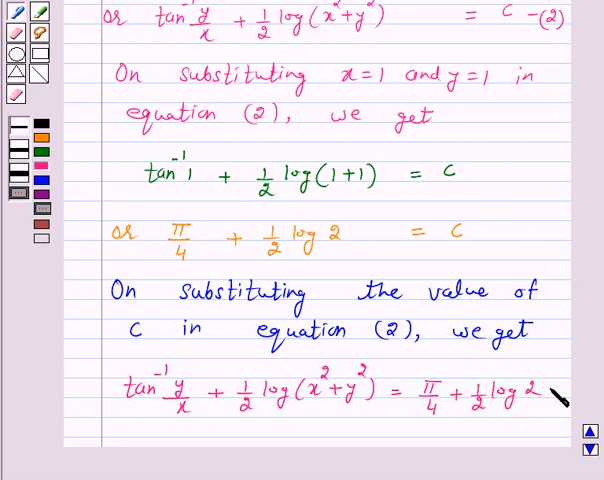 or tan⁻¹ y/x + 1/2 log(x²+y²) = C -(2)
On substituting x=1 and y=1 in
equation (2), we get
tan⁻¹ 1 + 1/2 log(1+1) = C
or π/4 + 1/2 log 2 = C
On substituting the value of
C in equation (2), we get
tan⁻¹ y/x + 1/2 log(x²+y²) = π/4 + 1/2 log 2